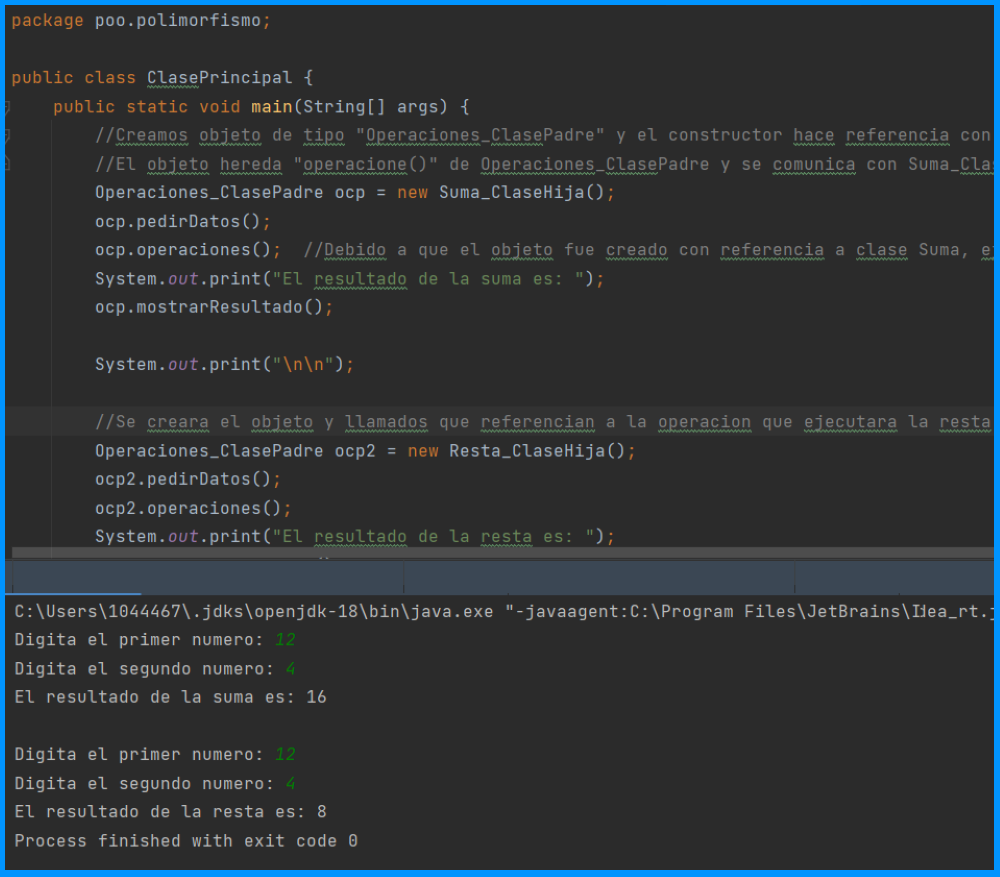 package poo.polimorfismo;
public class ClasePrincipal {
public static void main(String[] args) {
//Creamos objeto de tipo "Operaciones_ClasePadre" y el constructor hace referencia con
//El objeto hereda "operacione()" de Operaciones_ClasePadre y se comunica con Suma_Clas
Operaciones_ClasePadre ocp = new Suma_ClaseHija();
ocp.pedirDatos();
ocp.operaciones();  //Debido a que el objeto fue creado con referencia a clase Suma, e
System.out.print("El resultado de la suma es: ");
ocp.mostrarResultado();
System.out.print("\n\n");
//Se creara el objeto y llamados que referencian a la operacion que ejecutara la resta
Operaciones_ClasePadre ocp2 = new Resta_ClaseHija();
ocp2.pedirDatos();
ocp2.operaciones();
System.out.print("El resultado de la resta es: ");
C:\Users\1044467\.jdks\openjdk-18\bin\java.exe "-javaagent:C:\Program Files\JetBrains\Idea_rt.j
Digita el primer numero: 12
Digita el segundo numero: 4
El resultado de la suma es: 16
Digita el primer numero: 12
Digita el segundo numero: 4
El resultado de la resta es: 8
Process finished with exit code 0